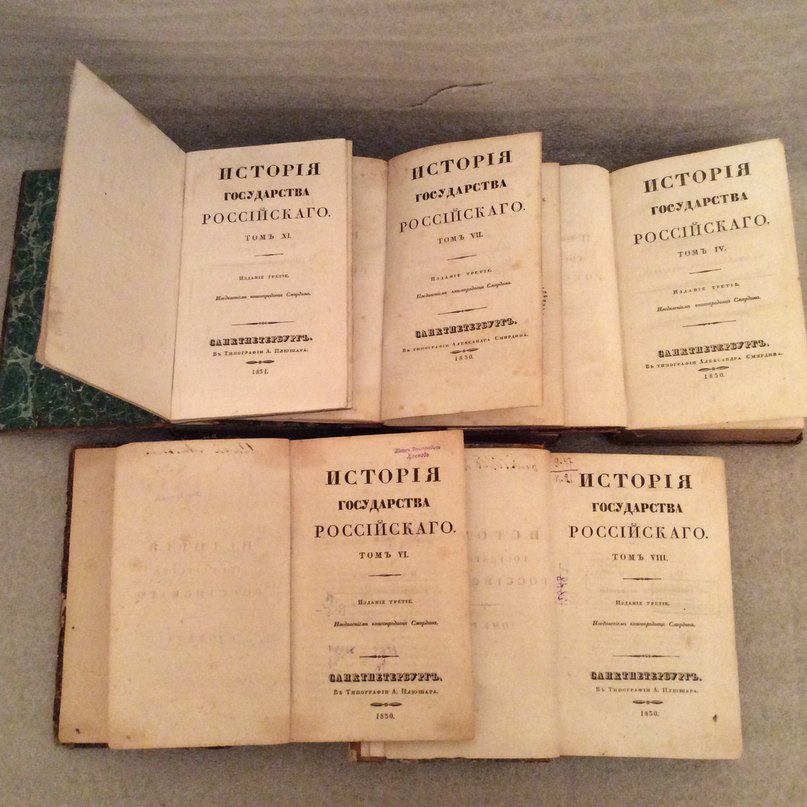 ИСТОРІЯ
ГОСУДАРСТВА
РОССІЙСКАГО.
ТОМЪ XI.
ИЗДАНІЕ ТРЕТІЕ.
Иждивеніемъ книгопродавца Смирдина.
САНКТПЕТЕРБУРГЪ.
ВЪ ТИПОГРАФІИ А. ПЛЮШАРА.
1831.
ИСТОРІЯ
ГОСУДАРСТВА
РОССІЙСКАГО.
ТОМЪ VII.
ИЗДАНІЕ ТРЕТІЕ.
Иждивеніемъ книгопродавца Смирдина.
САНКТПЕТЕРБУРГЪ.
ВЪ ТИПОГРАФІИ АЛЕКСАНДРА СМИРДИНА.
1830.
ИСТОРІЯ
ГОСУДАРСТВА
РОССІЙСКАГО.
ТОМЪ IV.
ИЗДАНІЕ ТРЕТІЕ.
Иждивеніемъ книгопродавца Смирдина.
САНКТПЕТЕРБУРГЪ.
ВЪ ТИПОГРАФІИ АЛЕКСАНДРА СМИРДИНА.
1830.
ИСТОРІЯ
ГОСУДАРСТВА
РОССІЙСКАГО.
ТОМЪ VI.
ИЗДАНІЕ ТРЕТІЕ.
Иждивеніемъ книгопродавца Смирдина.
САНКТПЕТЕРБУРГЪ.
ВЪ ТИПОГРАФІИ А. ПЛЮШАРА.
1830.
ИСТОРІЯ
ГОСУДАРСТВА
РОССІЙСКАГО.
ТОМЪ VIII.
ИЗДАНІЕ ТРЕТІЕ.
Иждивеніемъ книгопродавца Смирдина.
САНКТПЕТЕРБУРГЪ.
ВЪ ТИПОГРАФІИ А. ПЛЮШАРА.
1830.